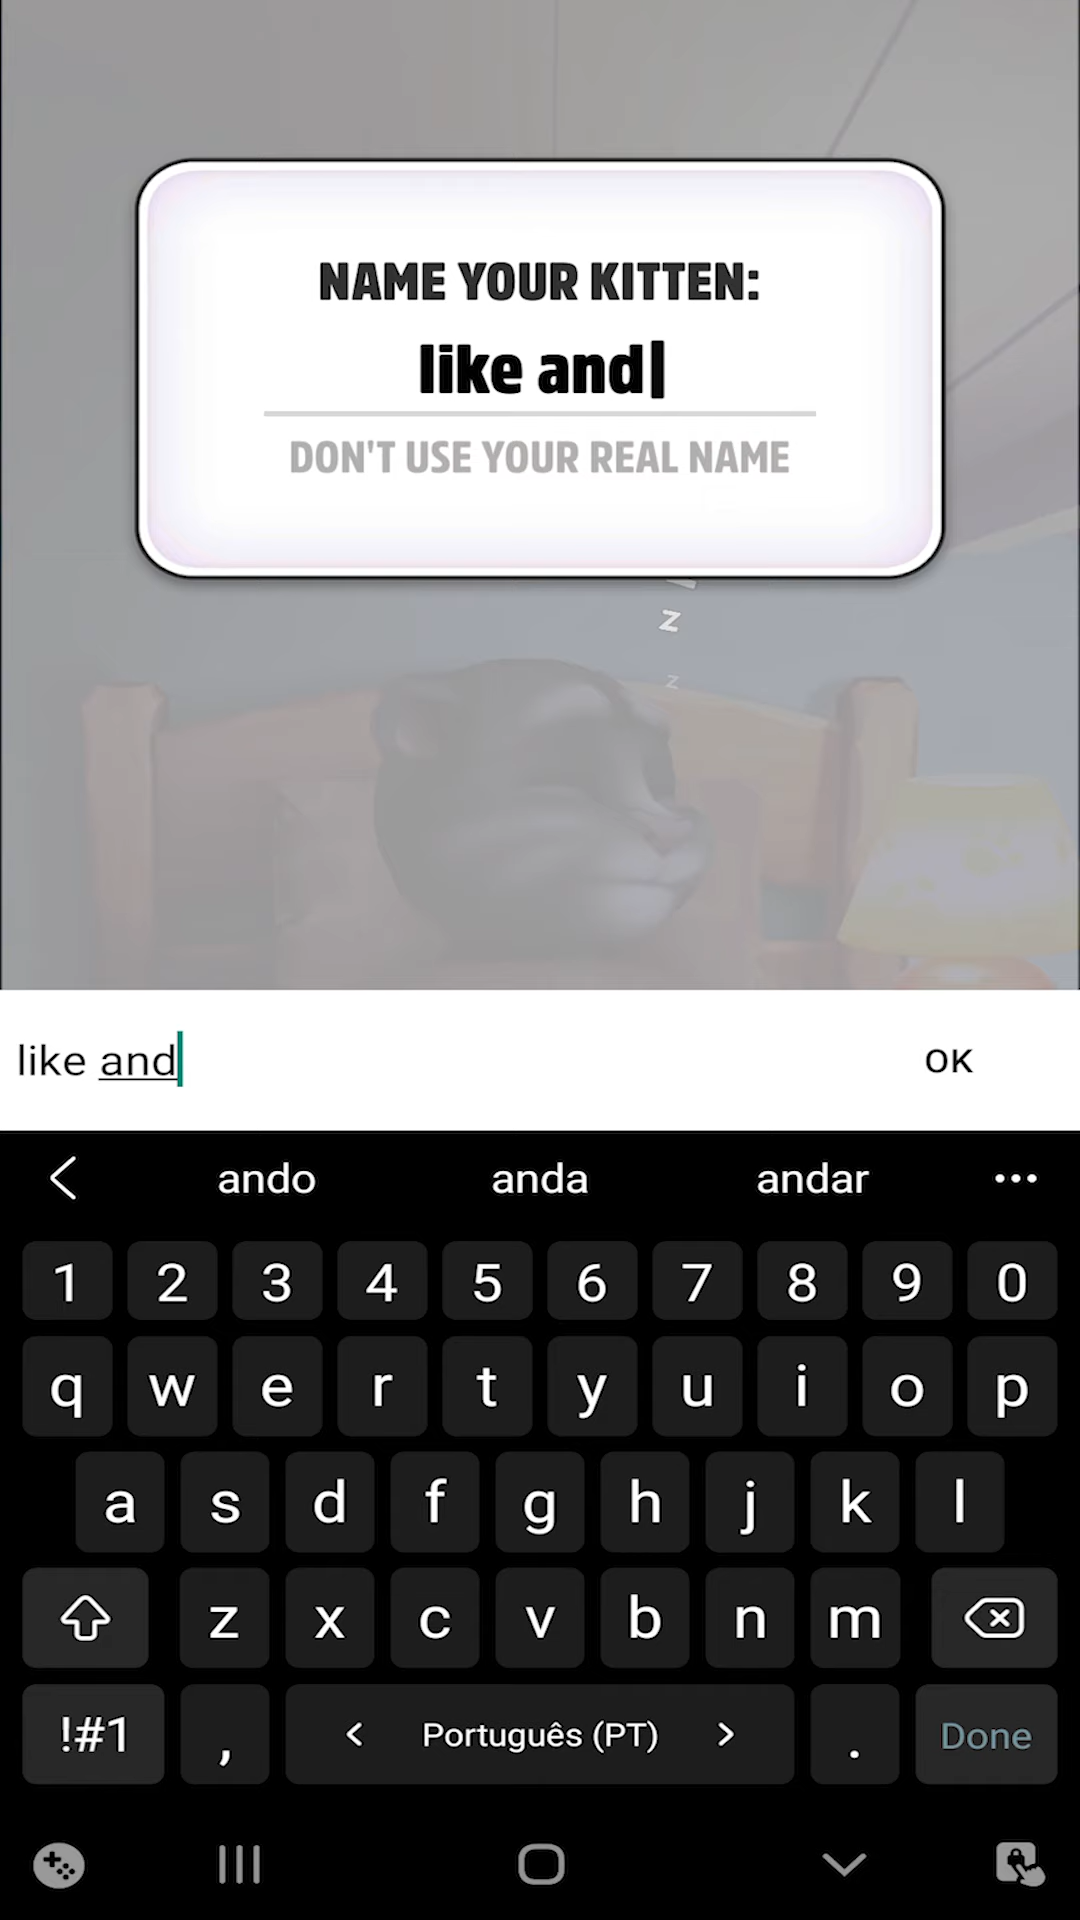 NAME YOUR KITTEN:
like and
DON'T USE YOUR REAL NAME
z
z
like and
OK
ando anda andar
1 2 3 4 5 6 7 8 9 0
q w e r t y u i o p
a s d f g h j k l
z x c v b n m
!#1 , < Português (PT) > . Done